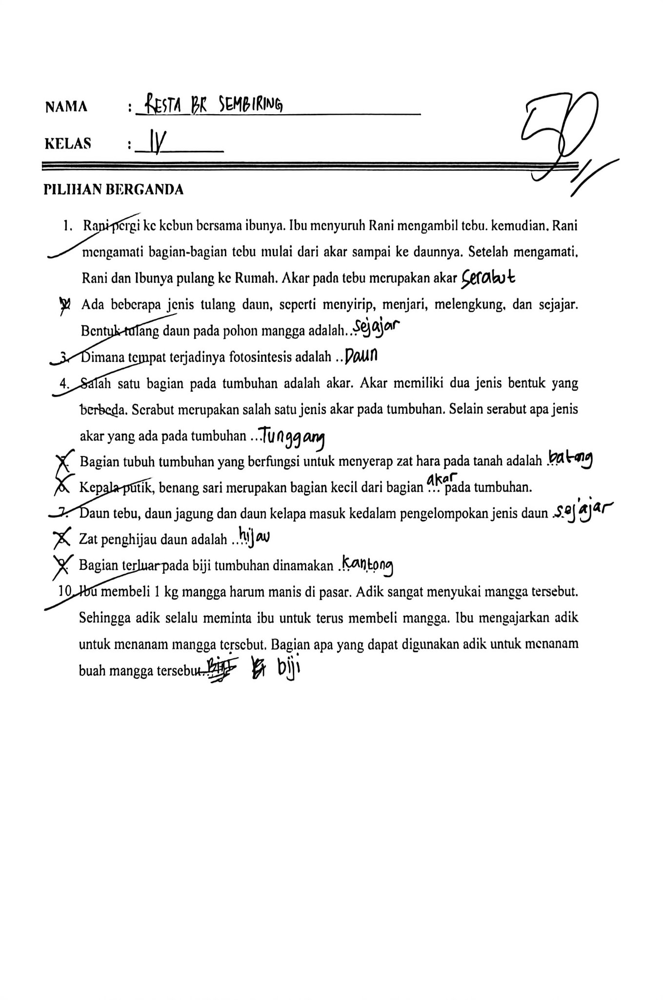 NAMA : RESTA BR SEMBIRING
50
KELAS : IV
PILIHAN BERGANDA
1. Rani pergi ke kebun bersama ibunya. Ibu menyuruh Rani mengambil tebu. kemudian. Rani
mengamati bagian-bagian tebu mulai dari akar sampai ke daunnya. Setelah mengamati.
Rani dan Ibunya pulang ke Rumah. Akar pada tebu merupakan akar Serabut
2. Ada beberapa jenis tulang daun, seperti menyirip, menjari, melengkung, dan sejajar.
Bentuk tulang daun pada pohon mangga adalah... Sejajar
3. Dimana tempat terjadinya fotosintesis adalah ... Daun
4. Salah satu bagian pada tumbuhan adalah akar. Akar memiliki dua jenis bentuk yang
berbeda. Serabut merupakan salah satu jenis akar pada tumbuhan. Selain serabut apa jenis
akar yang ada pada tumbuhan ... Tunggang
5. Bagian tubuh tumbuhan yang berfungsi untuk menyerap zat hara pada tanah adalah ... batang
6. Kepala putik, benang sari merupakan bagian kecil dari bagian ... akar pada tumbuhan.
7. Daun tebu, daun jagung dan daun kelapa masuk kedalam pengelompokan jenis daun ... sejajar
8. Zat penghijau daun adalah .... hijau
9. Bagian terluar pada biji tumbuhan dinamakan .... kantong
10. Ibu membeli 1 kg mangga harum manis di pasar. Adik sangat menyukai mangga tersebut.
Sehingga adik selalu meminta ibu untuk terus membeli mangga. Ibu mengajarkan adik
untuk menanam mangga tersebut. Bagian apa yang dapat digunakan adik untuk menanam
buah mangga tersebut... biji